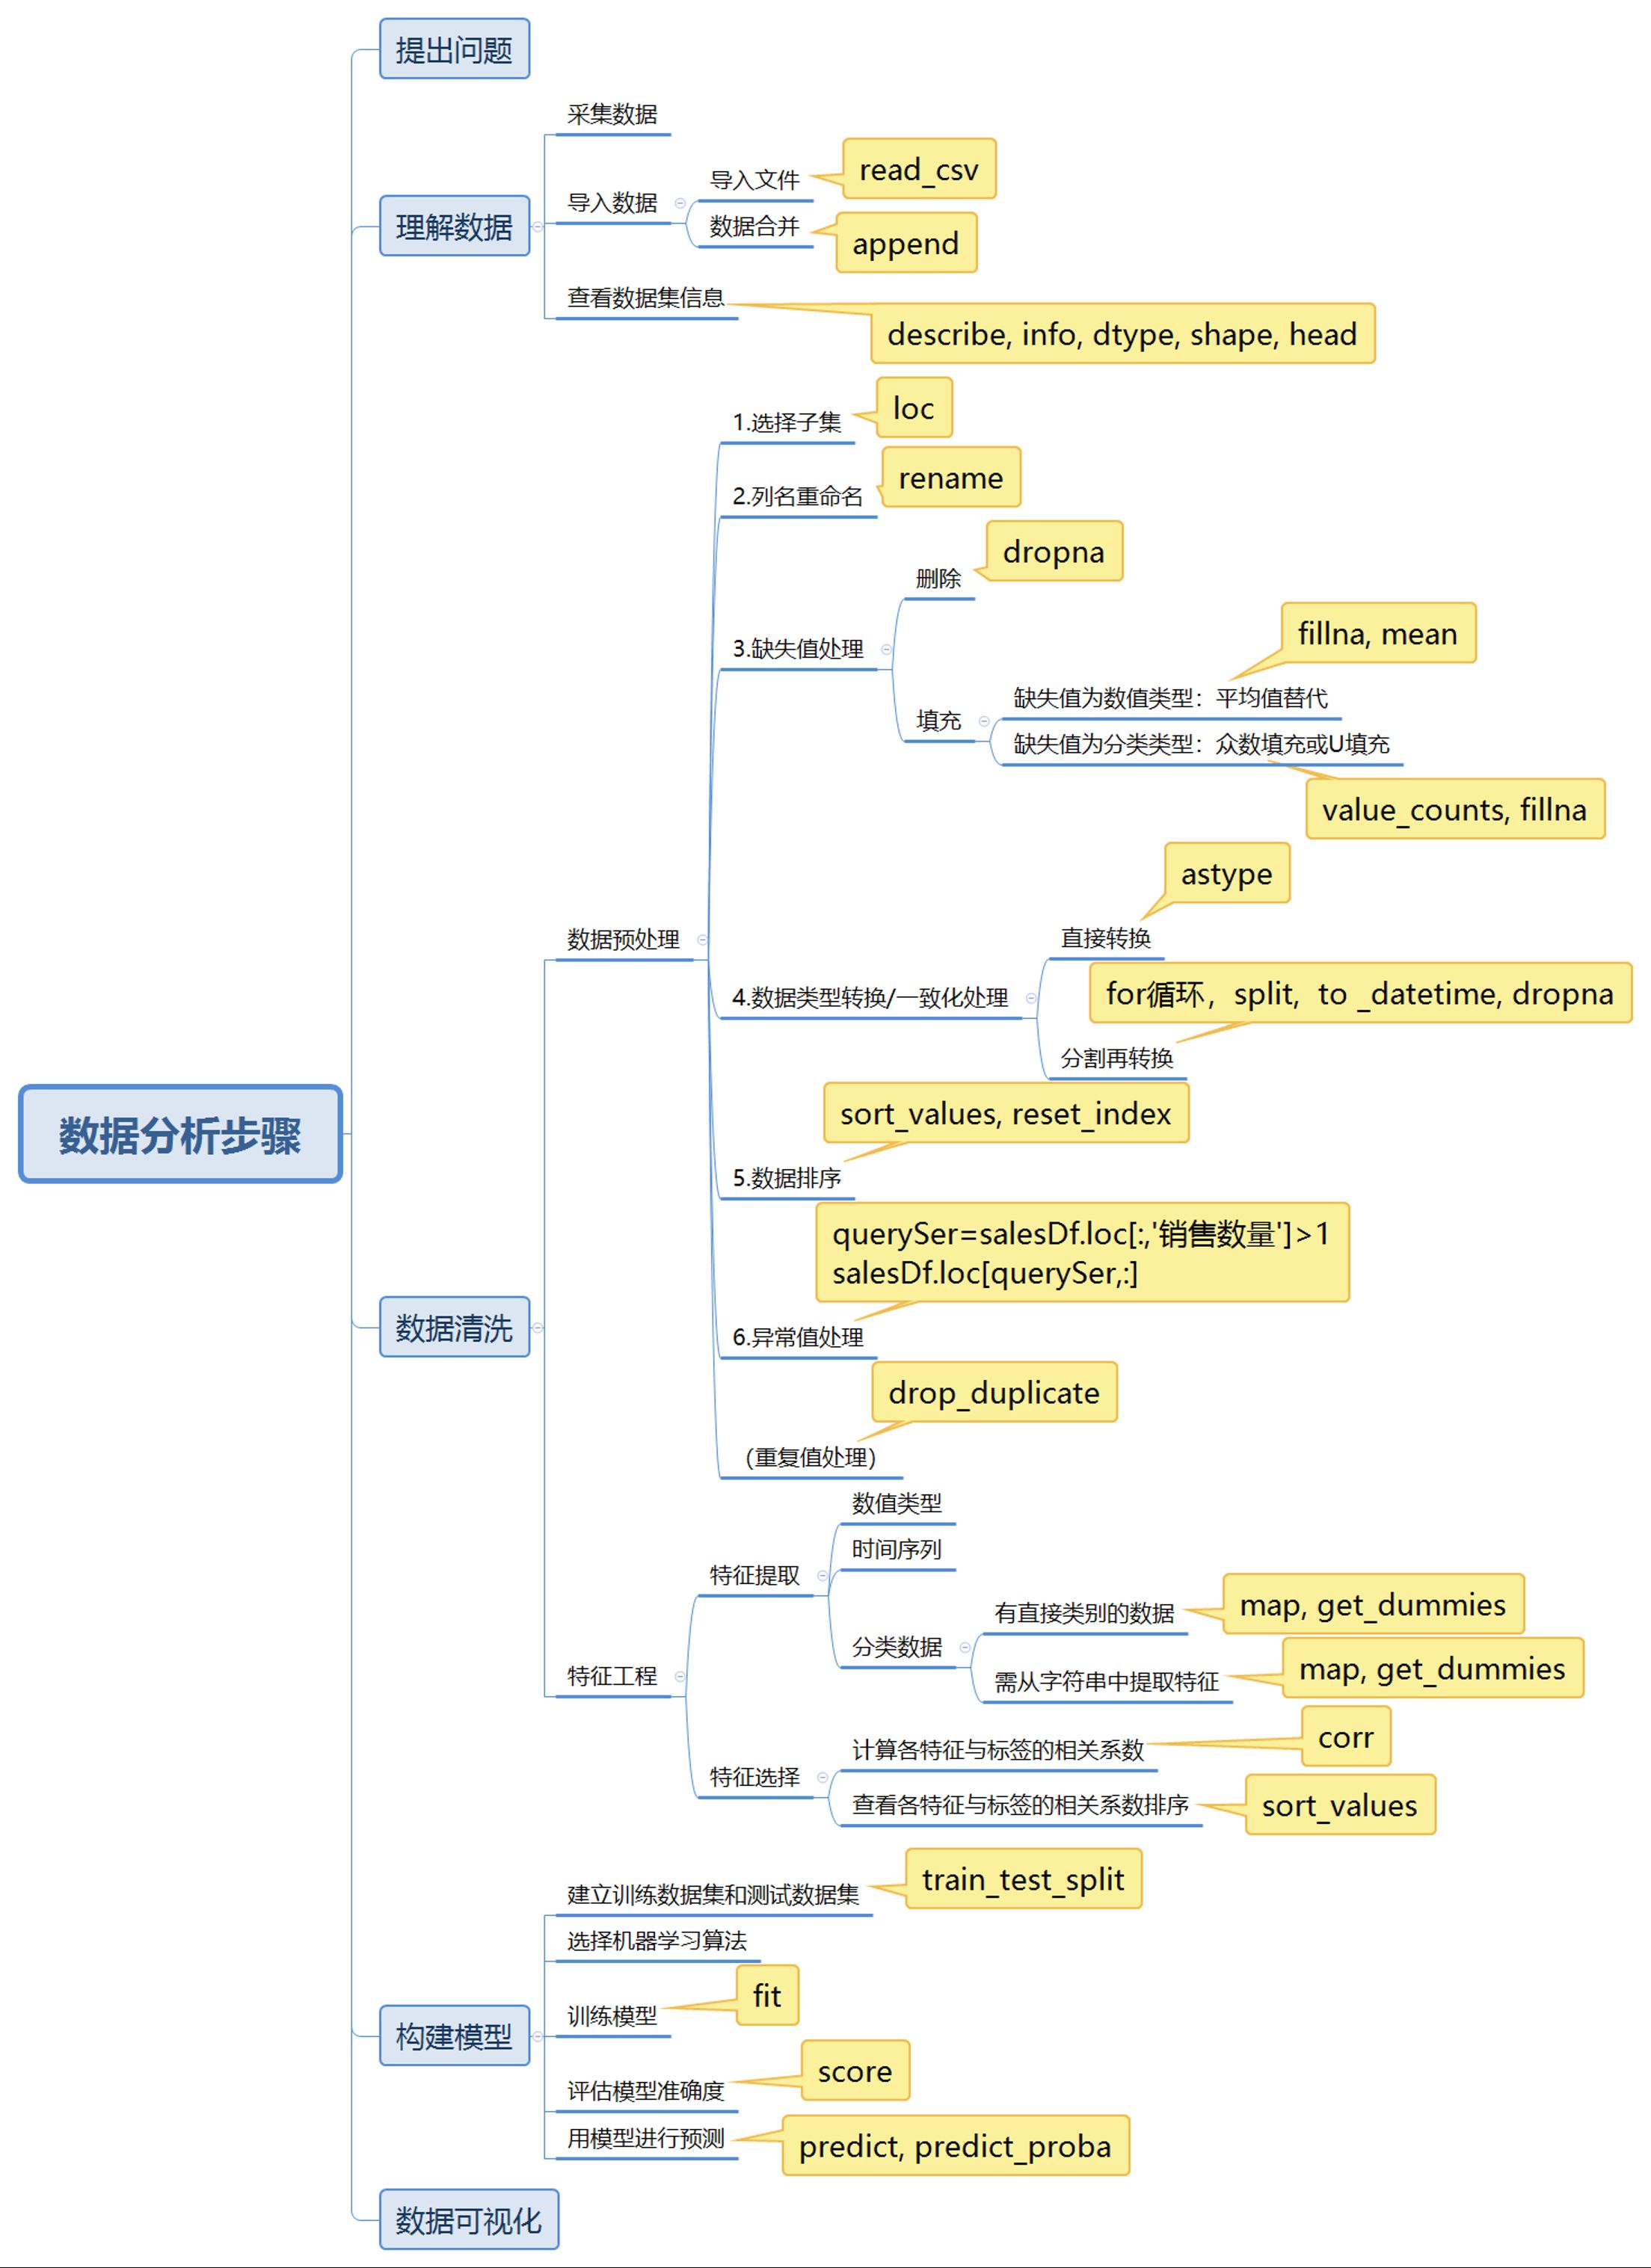 提出问题
采集数据
read_csv
导入文件
导入数据
理解数据
数据合并
append
查看数据集信息
describe, info, dtype, shape, head
loc
1.选择子集
rename
2.列名重命名
dropna
删除
fillna, mean
3.缺失值处理
缺失值为数值类型：平均值替代
填充
缺失值为分类类型：众数填充或U填充
value_counts, fillna
astype
数据预处理
直接转换
for循环，split，to _datetime, dropna
4.数据类型转换/一致化处理
分割再转换
sort_values, reset_index
数据分析步骤
5.数据排序
querySer=salesDf.loc[:,'销售数量']>1
salesDf.loc[querySer,:]
数据清洗
6.异常值处理
drop_duplicate
（重复值处理）
数值类型
时间序列
特征提取
有直接类别的数据
map, get_dummies
分类数据
需从字符串中提取特征
map, get_dummies
特征工程
corr
计算各特征与标签的相关系数
特征选择
查看各特征与标签的相关系数排序
sort_values
train_test_split
建立训练数据集和测试数据集
选择机器学习算法
fit
训练模型
构建模型
score
评估模型准确度
用模型进行预测
predict, predict_proba
数据可视化